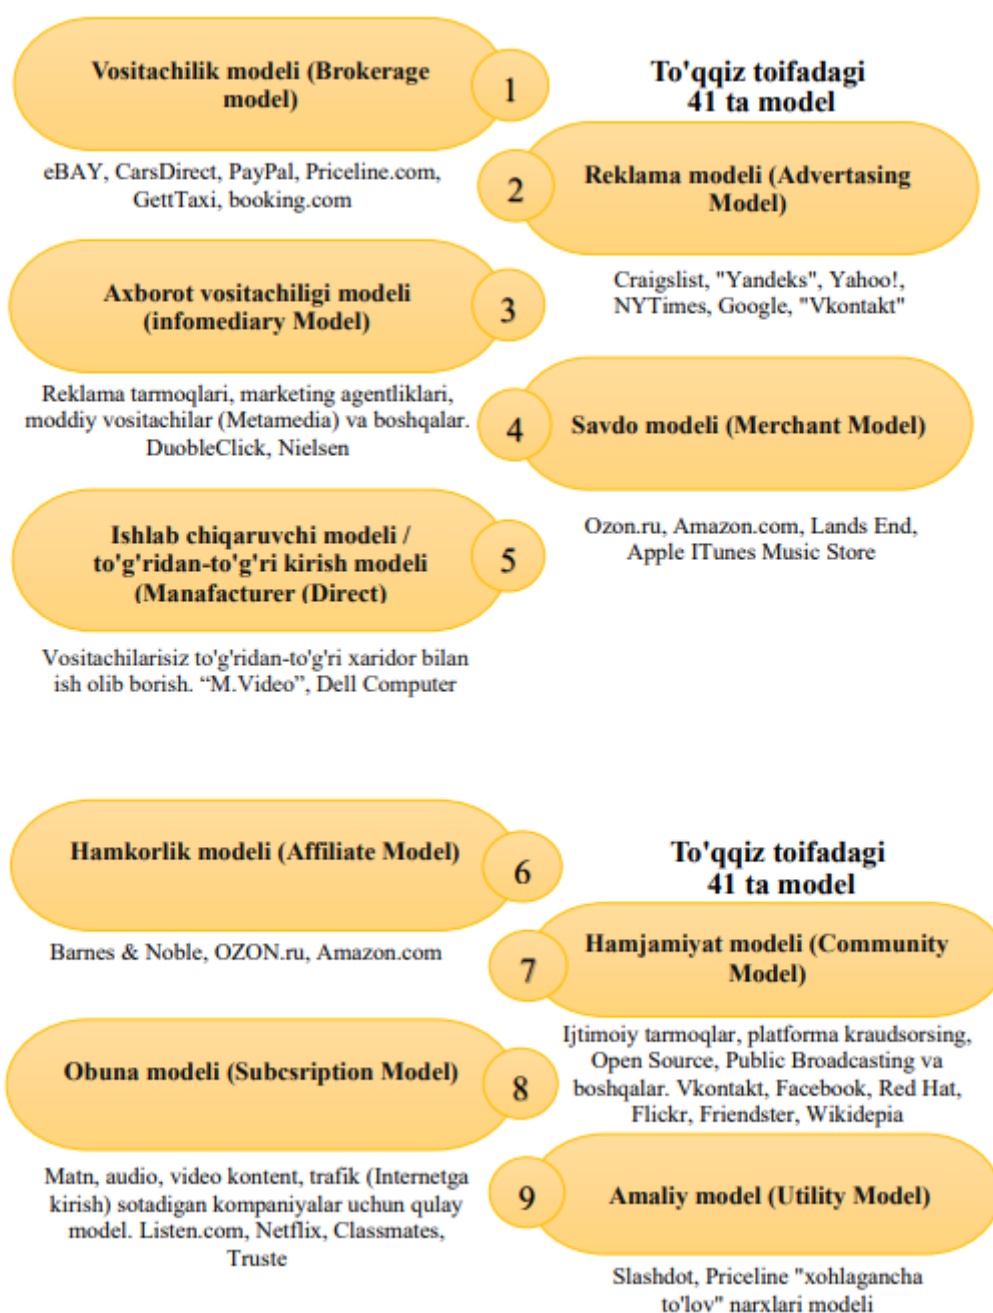 Vositachilik modeli (Brokerage
model)
1
To'qqiz toifadagi
41 ta model
eBAY, CarsDirect, PayPal, Priceline.com,
GettTaxi, booking.com
2
Reklama modeli (Advertasing
Model)
Craigslist, "Yandeks", Yahoo!,
NYTimes, Google, "Vkontakt"
Axborot vositachiligi modeli
(infomediary Model)
3
Reklama tarmoqlari, marketing agentliklari,
moddiy vositachilar (Metamedia) va boshqalar.
DuobleClick, Nielsen
4
Savdo modeli (Merchant Model)
Ozon.ru, Amazon.com, Lands End,
Apple ITunes Music Store
Ishlab chiqaruvchi modeli /
to'g'ridan-to'g'ri kirish modeli
(Manafacturer (Direct)
5
Vositachilarisiz to'g'ridan-to'g'ri xaridor bilan
ish olib borish. “M.Video”, Dell Computer
Hamkorlik modeli (Affiliate Model)
6
To'qqiz toifadagi
41 ta model
Barnes & Noble, OZON.ru, Amazon.com
7
Hamjamiyat modeli (Community
Model)
Ijtimoiy tarmoqlar, platforma kraudsorsing,
Open Source, Public Broadcasting va
boshqalar. Vkontakt, Facebook, Red Hat,
Flickr, Friendster, Wikidepia
Obuna modeli (Subcsription Model)
8
Matn, audio, video kontent, trafik (Internetga
kirish) sotadigan kompaniyalar uchun qulay
model. Listen.com, Netflix, Classmates,
Truste
9
Amaliy model (Utility Model)
Slashdot, Priceline "xohlagancha
to'lov" narxlari modeli